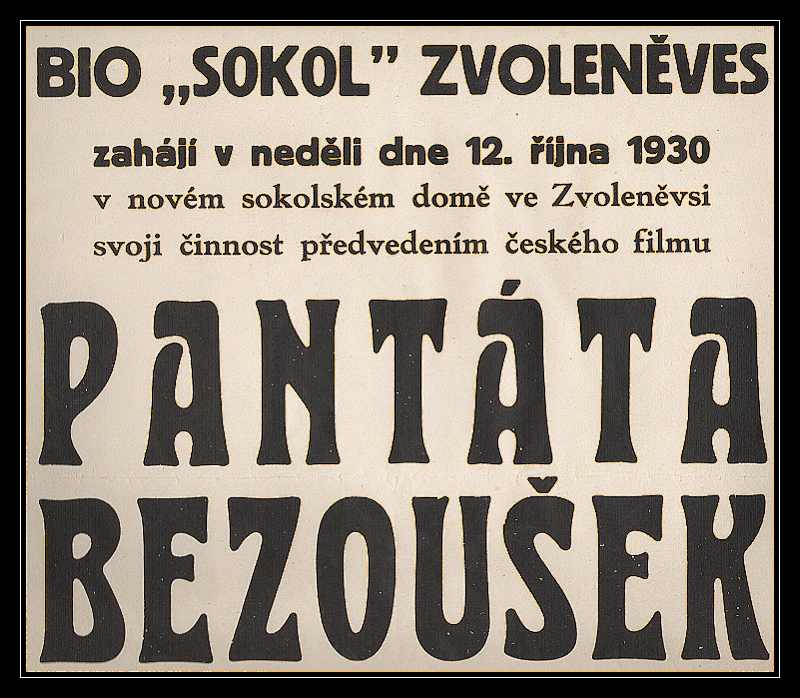 BIO „SOKOL” ZVOLENĚVES
zahájí v neděli dne 12. října 1930
v novém sokolském domě ve Zvoleněvsi
svoji činnost předvedením českého filmu
PANTÁTA
BEZOUŠEK